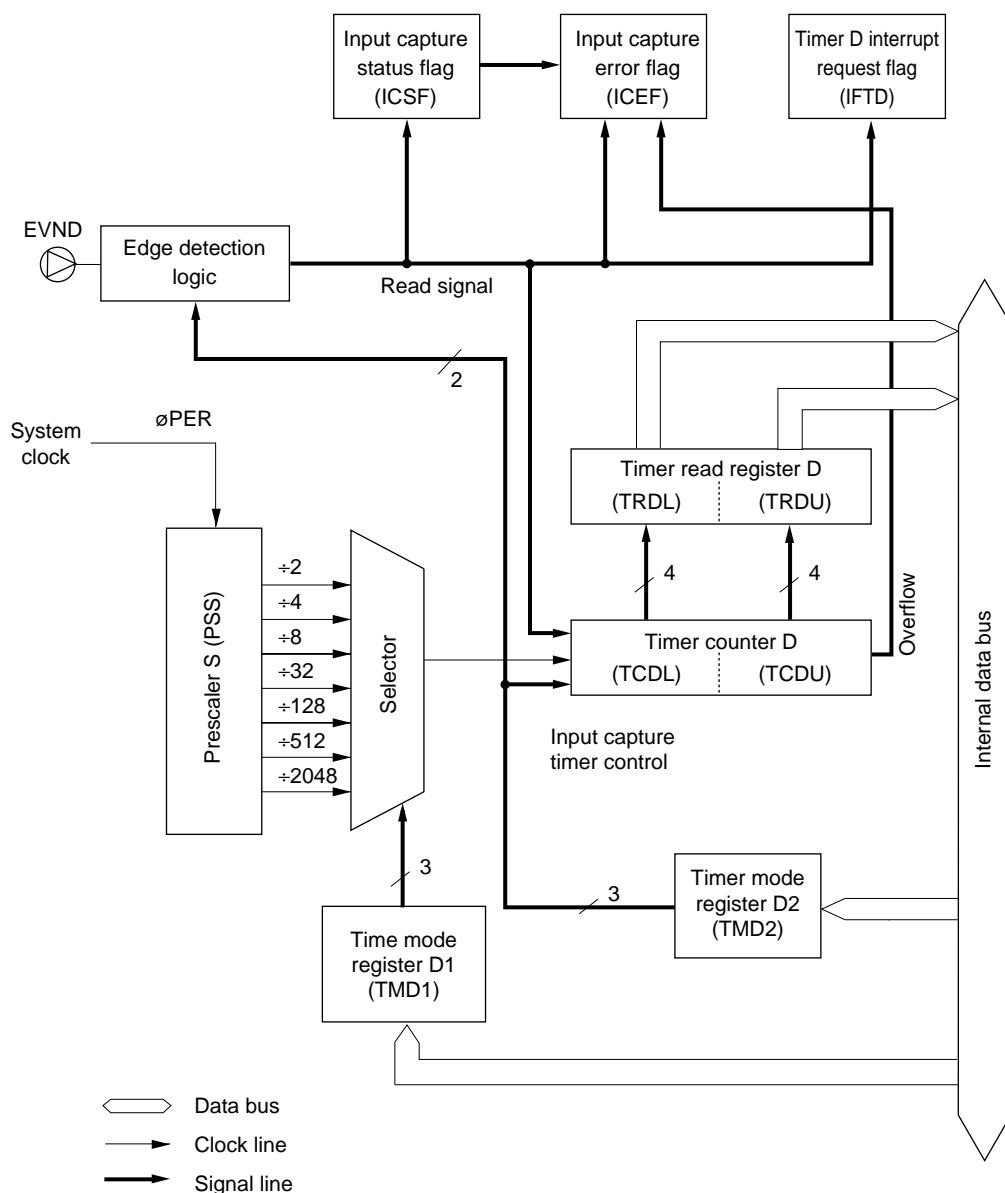 Input capture
status flag
(ICSF)
Input capture
error flag
(ICEF)
Timer D interrupt
request flag
(IFTD)
EVND
Edge detection
logic
Read signal
2
øPER
System
clock
Timer read register D
(TRDL)
(TRDU)
4
4
Prescaler S (PSS)
÷2
÷4
÷8
÷32
÷128
÷512
÷2048
Selector
Timer counter D
(TCDL)
(TCDU)
Overflow
Internal data bus
Input capture
timer control
3
3
Time mode
register D1
(TMD1)
Timer mode
register D2
(TMD2)
Data bus
Clock line
Signal line